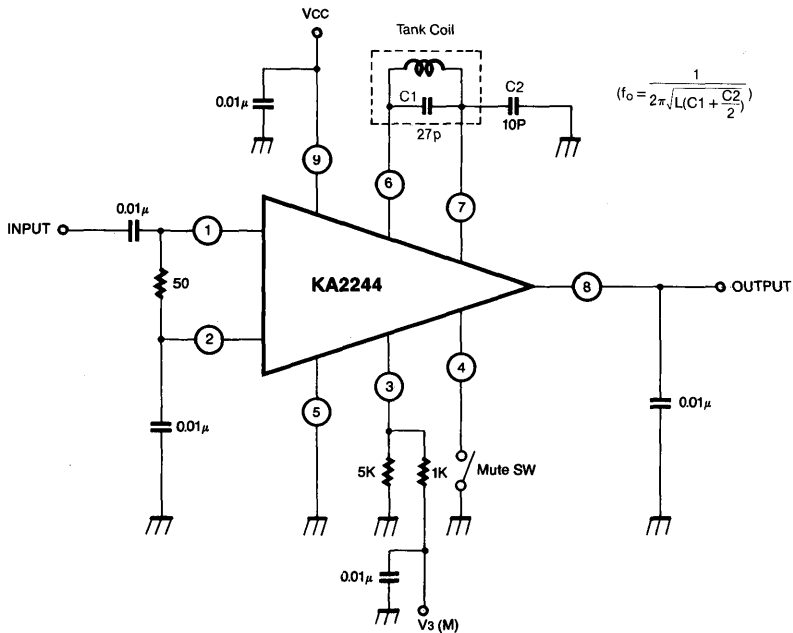 VCC
Tank Coil
0.01μ
C1
27p
C2
10P
(fo = 1 / 2π√L(C1 + C2/2))
9
6
7
INPUT
0.01μ
1
50
2
KA2244
8
OUTPUT
0.01μ
5
3
4
0.01μ
5K
1K
Mute SW
0.01μ
V3 (M)